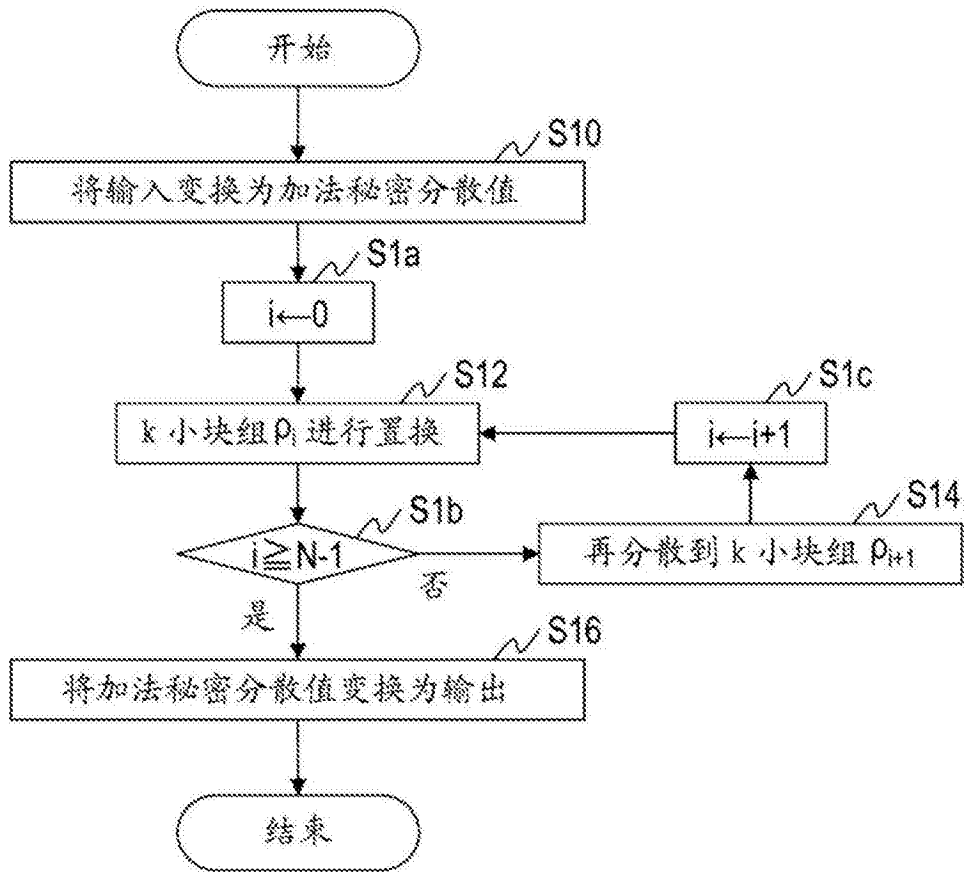 开始
S10
将输入变换为加法秘密分散值
S1a
i←0
S12
k 小块组ρi 进行置换
S1c
i←i+1
S1b
i≧N-1
否
S14
再分散到 k 小块组 ρi+1
是
S16
将加法秘密分散值变换为输出
结束